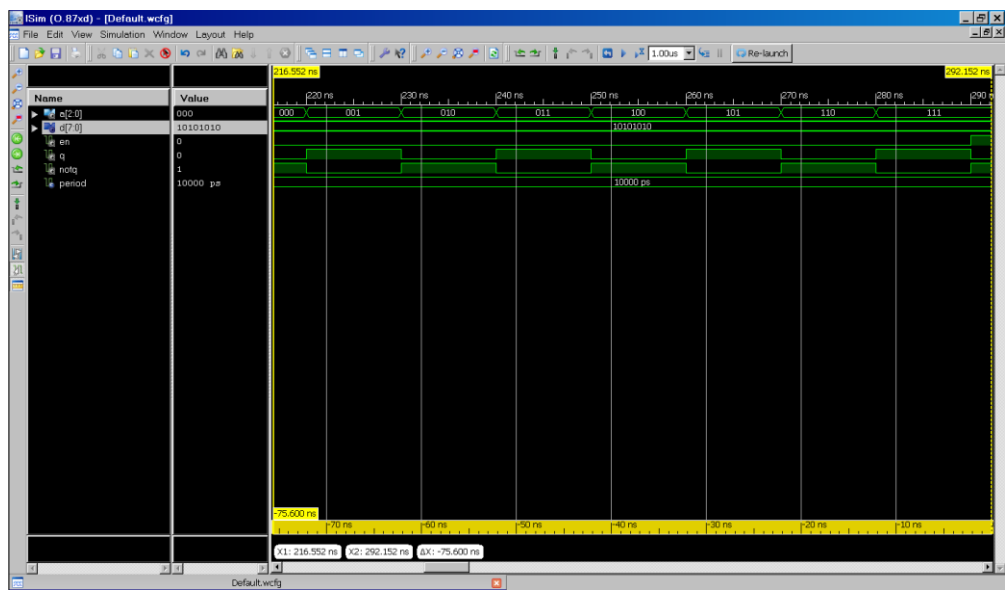 ISim (O.87xd) - [Default.wcfg]
File Edit View Simulation Window Layout Help
1.00us Re-launch
216.552 ns 292.152 ns
Name Value
220 ns 230 ns 240 ns 250 ns 260 ns 270 ns 280 ns 290
a[2:0] 000 000 001 010 011 100 101 110 111
d[7:0] 10101010 10101010
en 0
q 0
notq 1
period 10000 ps 10000 ps
-75.600 ns
-70 ns -60 ns -50 ns -40 ns -30 ns -20 ns -10 ns
X1: 216.552 ns X2: 292.152 ns ΔX: -75.600 ns
Default.wcfg